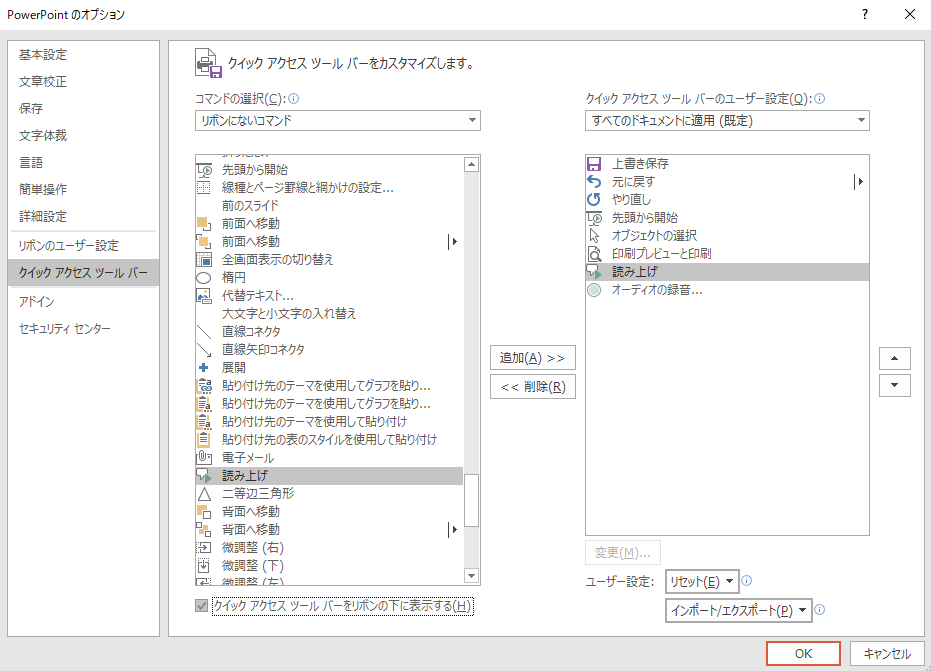 PowerPoint のオプション
?
基本設定
文章校正
保存
文字体裁
言語
簡単操作
詳細設定
リボンのユーザー設定
クイック アクセス ツール バー
アドイン
セキュリティ センター
クイック アクセス ツール バーをカスタマイズします。
コマンドの選択(C):
リボンにないコマンド
先頭から開始
線種とページ罫線と網かけの設定...
前のスライド
前面へ移動
前面へ移動
全画面表示の切り替え
楕円
代替テキスト...
大文字と小文字の入れ替え
直線コネクタ
直線矢印コネクタ
展開
貼り付け先のテーマを使用してグラフを貼り...
貼り付け先のテーマを使用してグラフを貼り...
貼り付け先のテーマを使用して貼り付け
貼り付け先の表のスタイルを使用して貼り付け
電子メール
読み上げ
二等辺三角形
背面へ移動
背面へ移動
微調整 (右)
微調整 (下)
微調整 (左)
クイック アクセス ツール バーをリボンの下に表示する(H)
追加(A) >>
<< 削除(R)
クイック アクセス ツール バーのユーザー設定(Q):
すべてのドキュメントに適用 (既定)
上書き保存
元に戻す
やり直し
先頭から開始
オブジェクトの選択
印刷プレビューと印刷
読み上げ
オーディオの録音...
変更(M)...
ユーザー設定:
リセット(E)
インポート/エクスポート(P)
OK
キャンセル